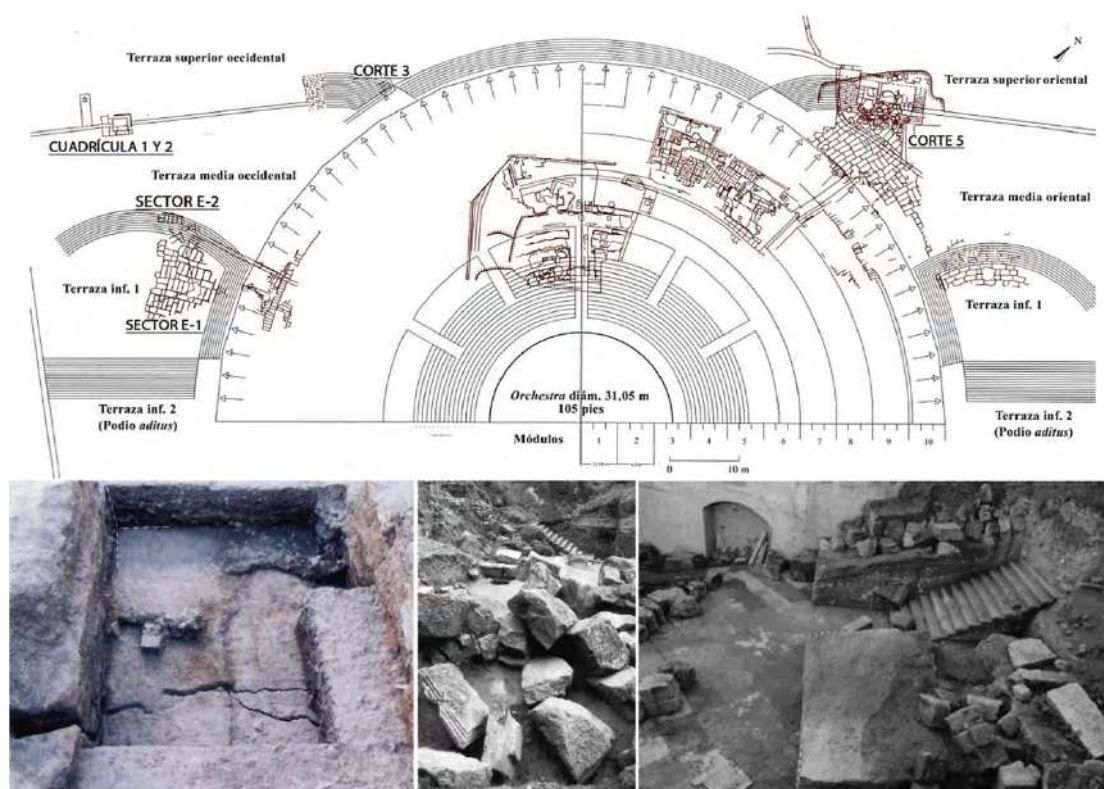 Terraza superior occidental
CORTE 3
N
Terraza superior oriental
CUADRÍCULA 1 Y 2
CORTE 5
Terraza media occidental
Terraza media oriental
SECTOR E-2
Terraza inf. 1
Terraza inf. 1
SECTOR E-1
Orchestra diám. 31,05 m
105 pies
Terraza inf. 2
(Podio aditus)
Terraza inf. 2
(Podio aditus)
Módulos
1 2 3 4 5 6 7 8 9 10
0 10 m